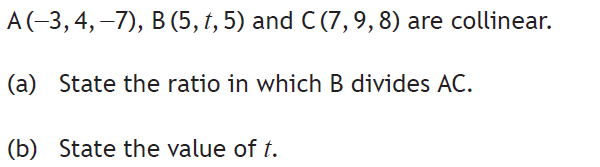 A (–3, 4, –7), B (5, t, 5) and C (7, 9, 8) are collinear.
(a) State the ratio in which B divides AC.
(b) State the value of t.